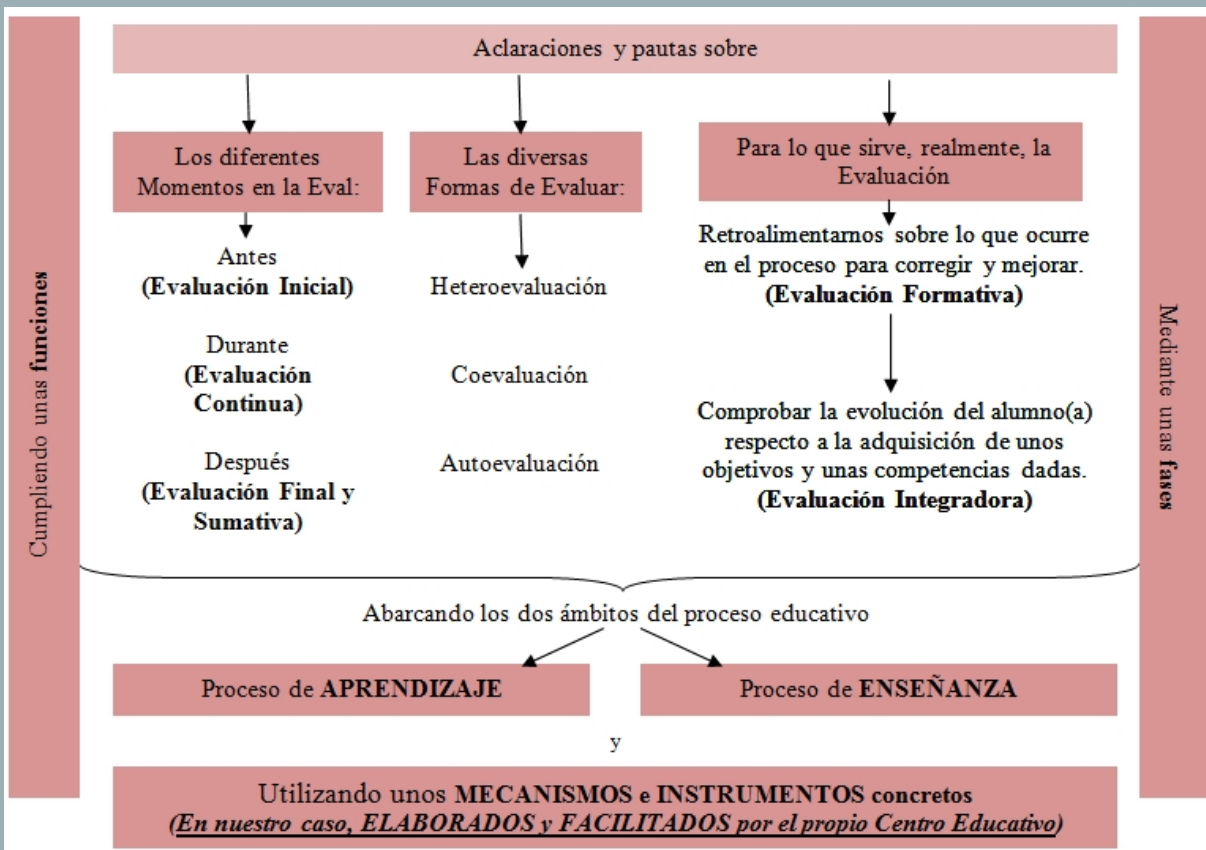 Aclaraciones y pautas sobre
Cumpliendo unas funciones
Los diferentes
Momentos en la Eval:
Antes
(Evaluación Inicial)
Durante
(Evaluación
Continua)
Después
(Evaluación Final y
Sumativa)
Las diversas
Formas de Evaluar:
Heteroevaluación
Coevaluación
Autoevaluación
Para lo que sirve, realmente, la
Evaluación
Retroalimentarnos sobre lo que ocurre
en el proceso para corregir y mejorar.
(Evaluación Formativa)
Comprobar la evolución del alumno(a)
respecto a la adquisición de unos
objetivos y unas competencias dadas.
(Evaluación Integradora)
Mediante unas fases
Abarcando los dos ámbitos del proceso educativo
Proceso de APRENDIZAJE
Proceso de ENSEÑANZA
y
Utilizando unos MECANISMOS e INSTRUMENTOS concretos
(En nuestro caso, ELABORADOS y FACILITADOS por el propio Centro Educativo)